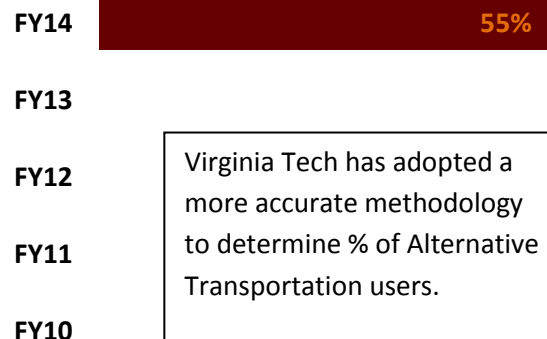 FY14 55%
FY13
FY12
Virginia Tech has adopted a
more accurate methodology
to determine % of Alternative
Transportation users.
FY11
FY10